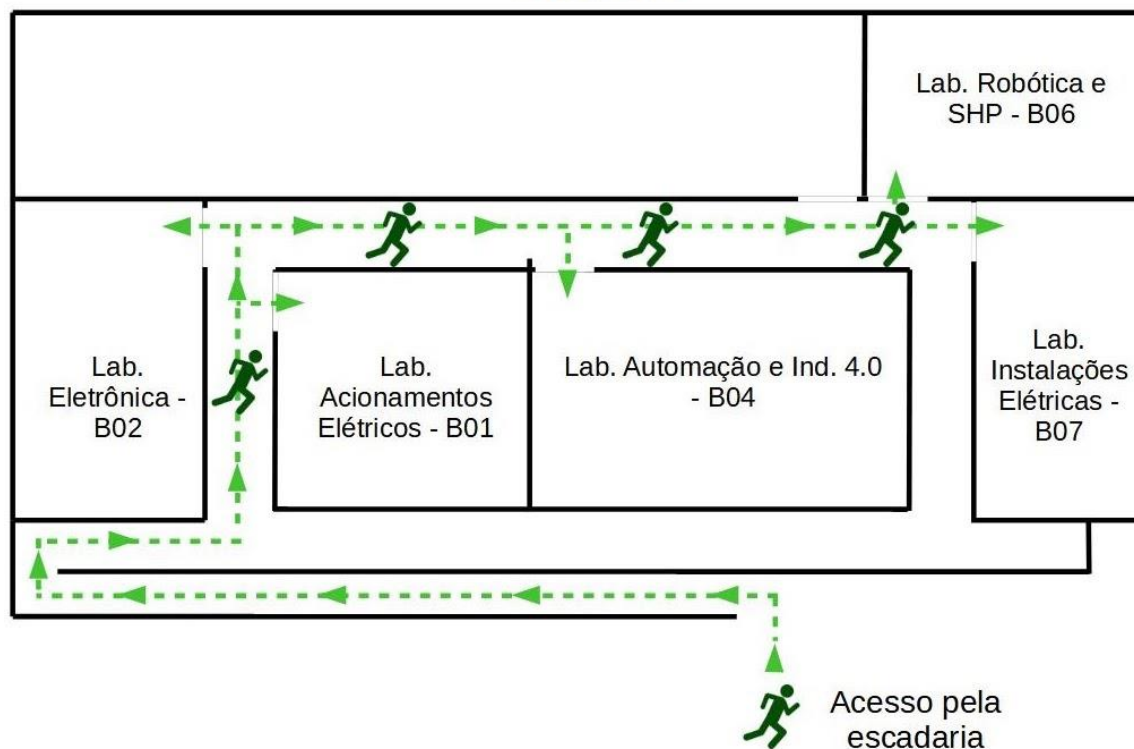 Lab. Robótica e
SHP - B06
Lab.
Eletrônica -
B02
Lab.
Acionamentos
Elétricos - B01
Lab. Automação e Ind. 4.0
- B04
Lab.
Instalações
Elétricas -
B07
Acesso pela
escadaria